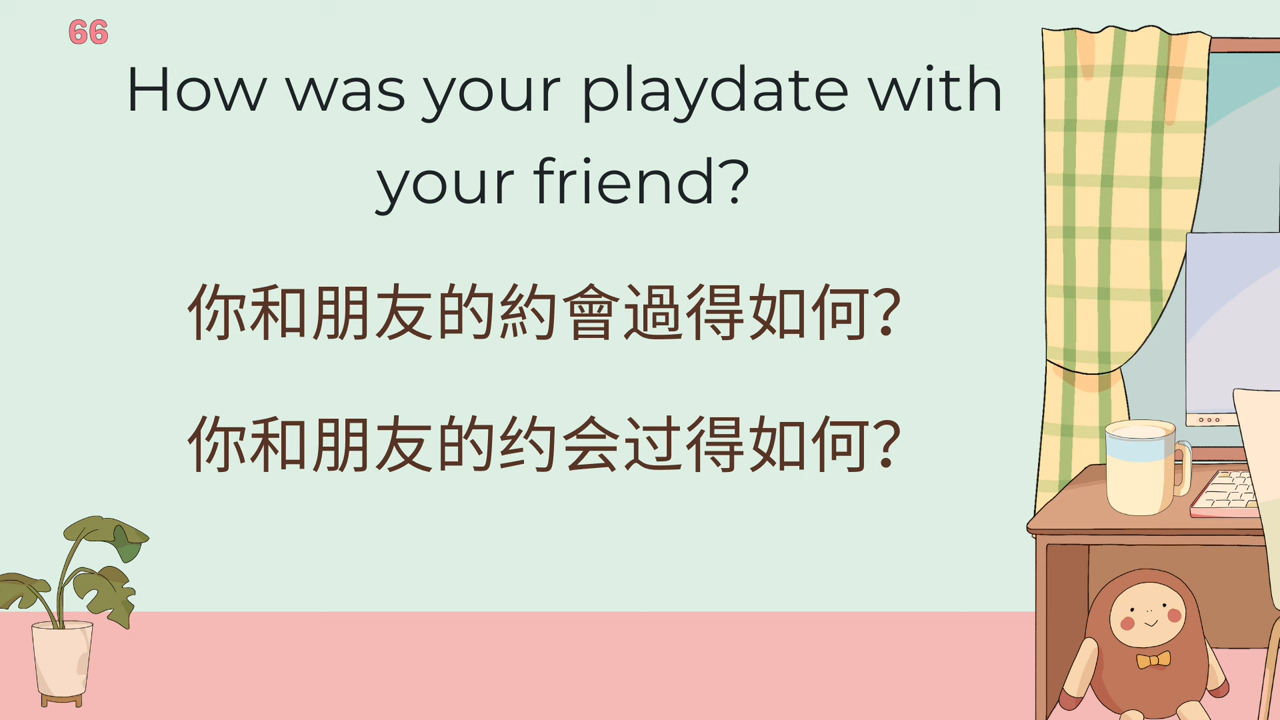 66
How was your playdate with
your friend?
你和朋友的約會過得如何？
你和朋友的约会过得如何？